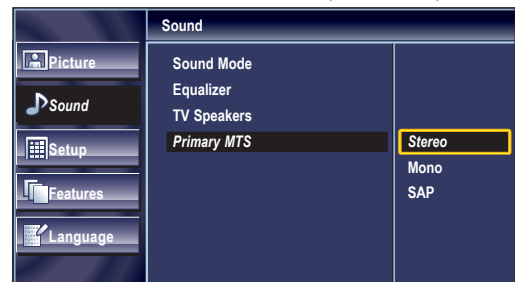 Sound
Picture
Sound
Setup
Features
Language
Sound Mode
Equalizer
TV Speakers
Primary MTS
Stereo
Mono
SAP